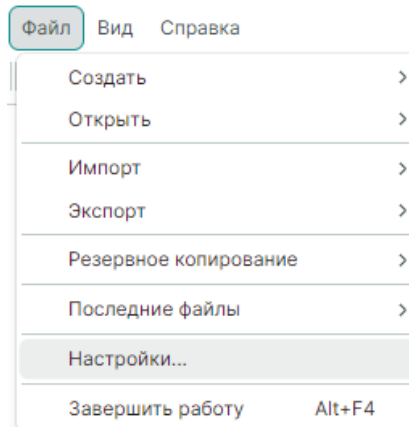 Файл Вид Справка
Создать
Открыть
Импорт
Экспорт
Резервное копирование
Последние файлы
Настройки...
Завершить работу Alt+F4